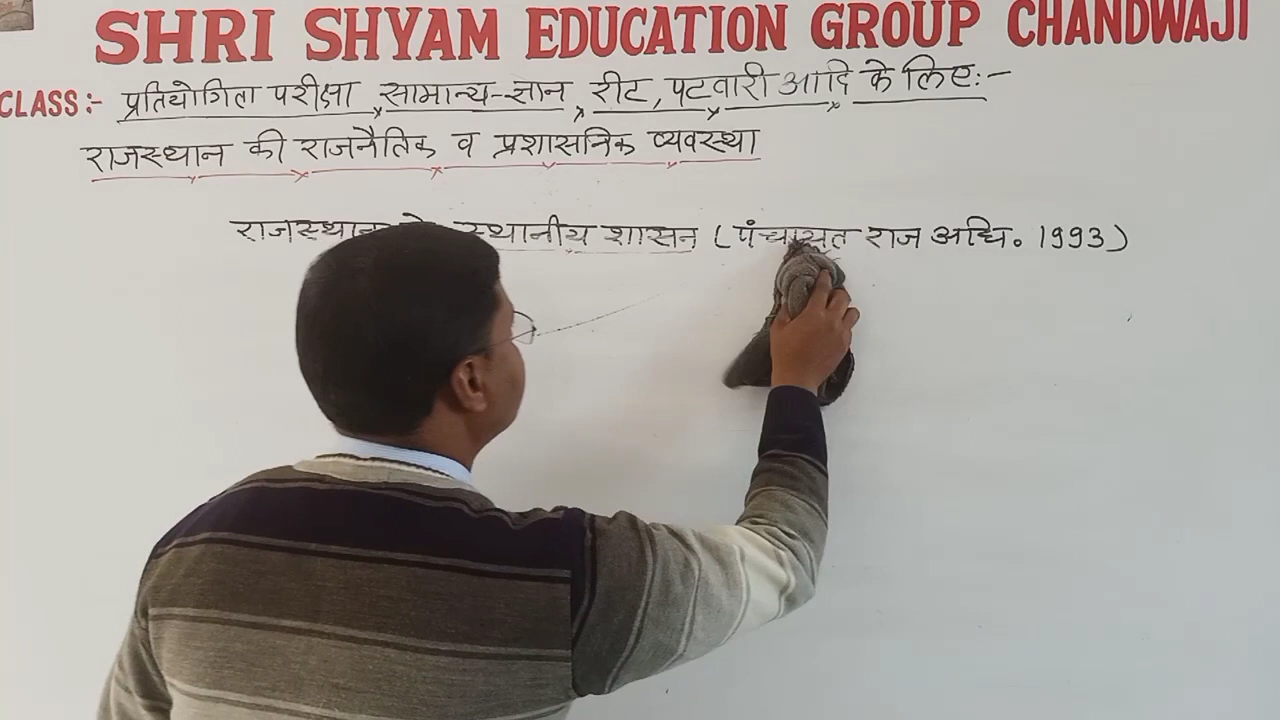 SHRI SHYAM EDUCATION GROUP CHANDWAJI
CLASS:- प्रतियोगिता परीक्षा, सामान्य-ज्ञान, रीट, पटवारी आदि के लिए:-
राजस्थान की राजनैतिक व प्रशासनिक व्यवस्था
राजस्थान स्थानीय शासन (पंचायत राज अधि॰ 1993)